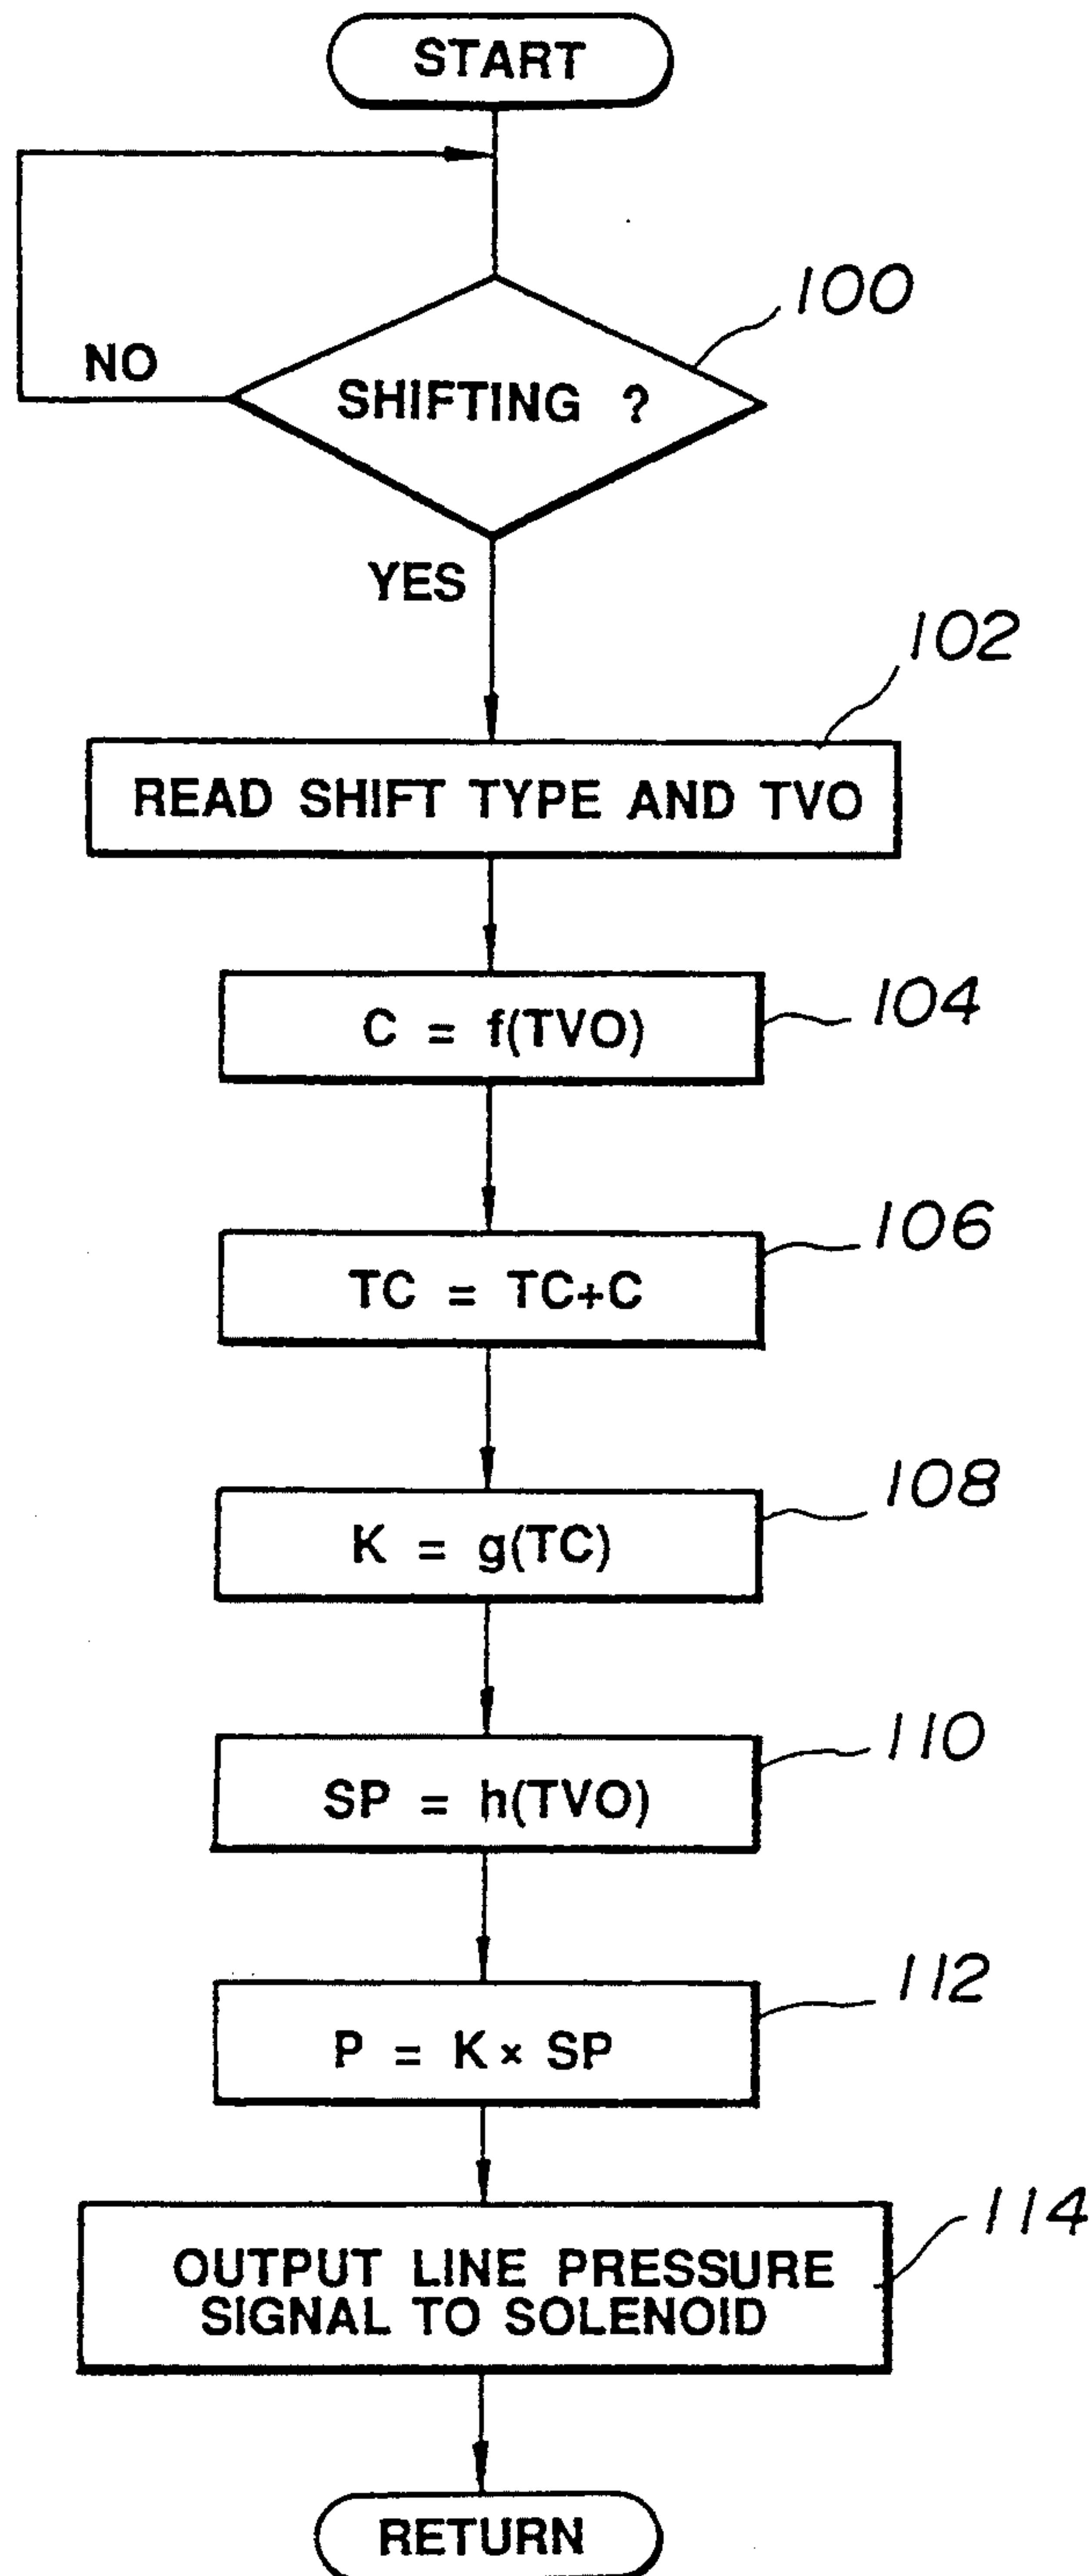 START
100
NO
SHIFTING ?
YES
102
READ SHIFT TYPE AND TVO
C = f(TVO)
104
106
TC = TC+C
108
K = g(TC)
110
SP = h(TVO)
112
P = K × SP
114
OUTPUT LINE PRESSURE
SIGNAL TO SOLENOID
RETURN